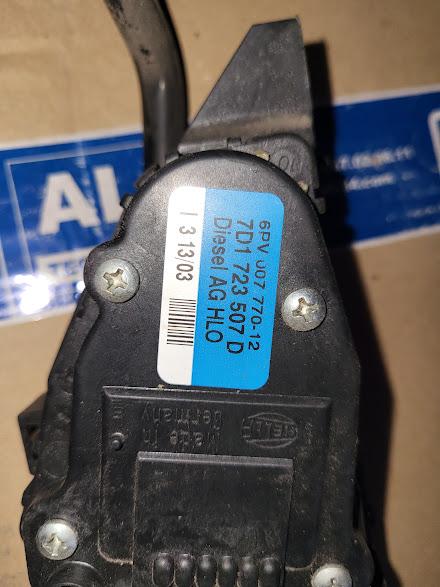 6PV 007 770-12
7D1 723 507 D
Diesel AG HLO
I 3 13/03
Made in
Germany
HELLA
AL